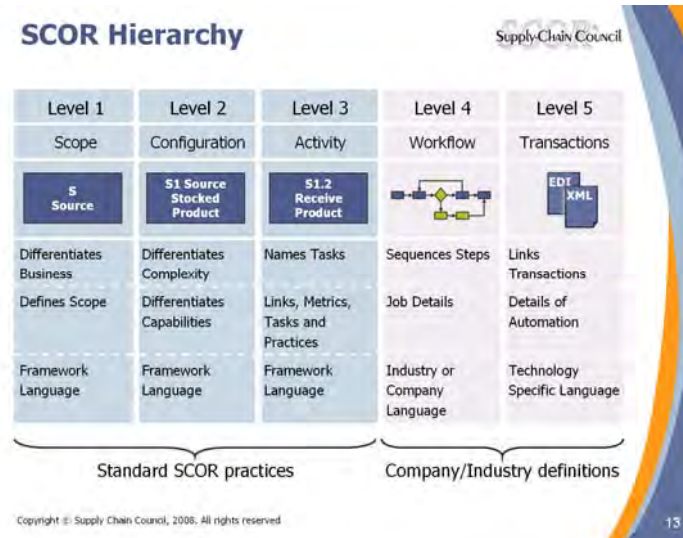 SCOR Hierarchy
SCOR
Supply-Chain Council
Level 1
Level 2
Level 3
Level 4
Level 5
Scope
Configuration
Activity
Workflow
Transactions
S
Source
S1 Source
Stocked
Product
S1.2
Receive
Product
EDI
XML
Differentiates
Business
Differentiates
Complexity
Names Tasks
Sequences Steps
Links
Transactions
Defines Scope
Differentiates
Capabilities
Links, Metrics,
Tasks and
Practices
Job Details
Details of
Automation
Framework
Language
Framework
Language
Framework
Language
Industry or
Company
Language
Technology
Specific Language
Standard SCOR practices
Company/Industry definitions
Copyright © Supply Chain Council, 2008. All rights reserved
13